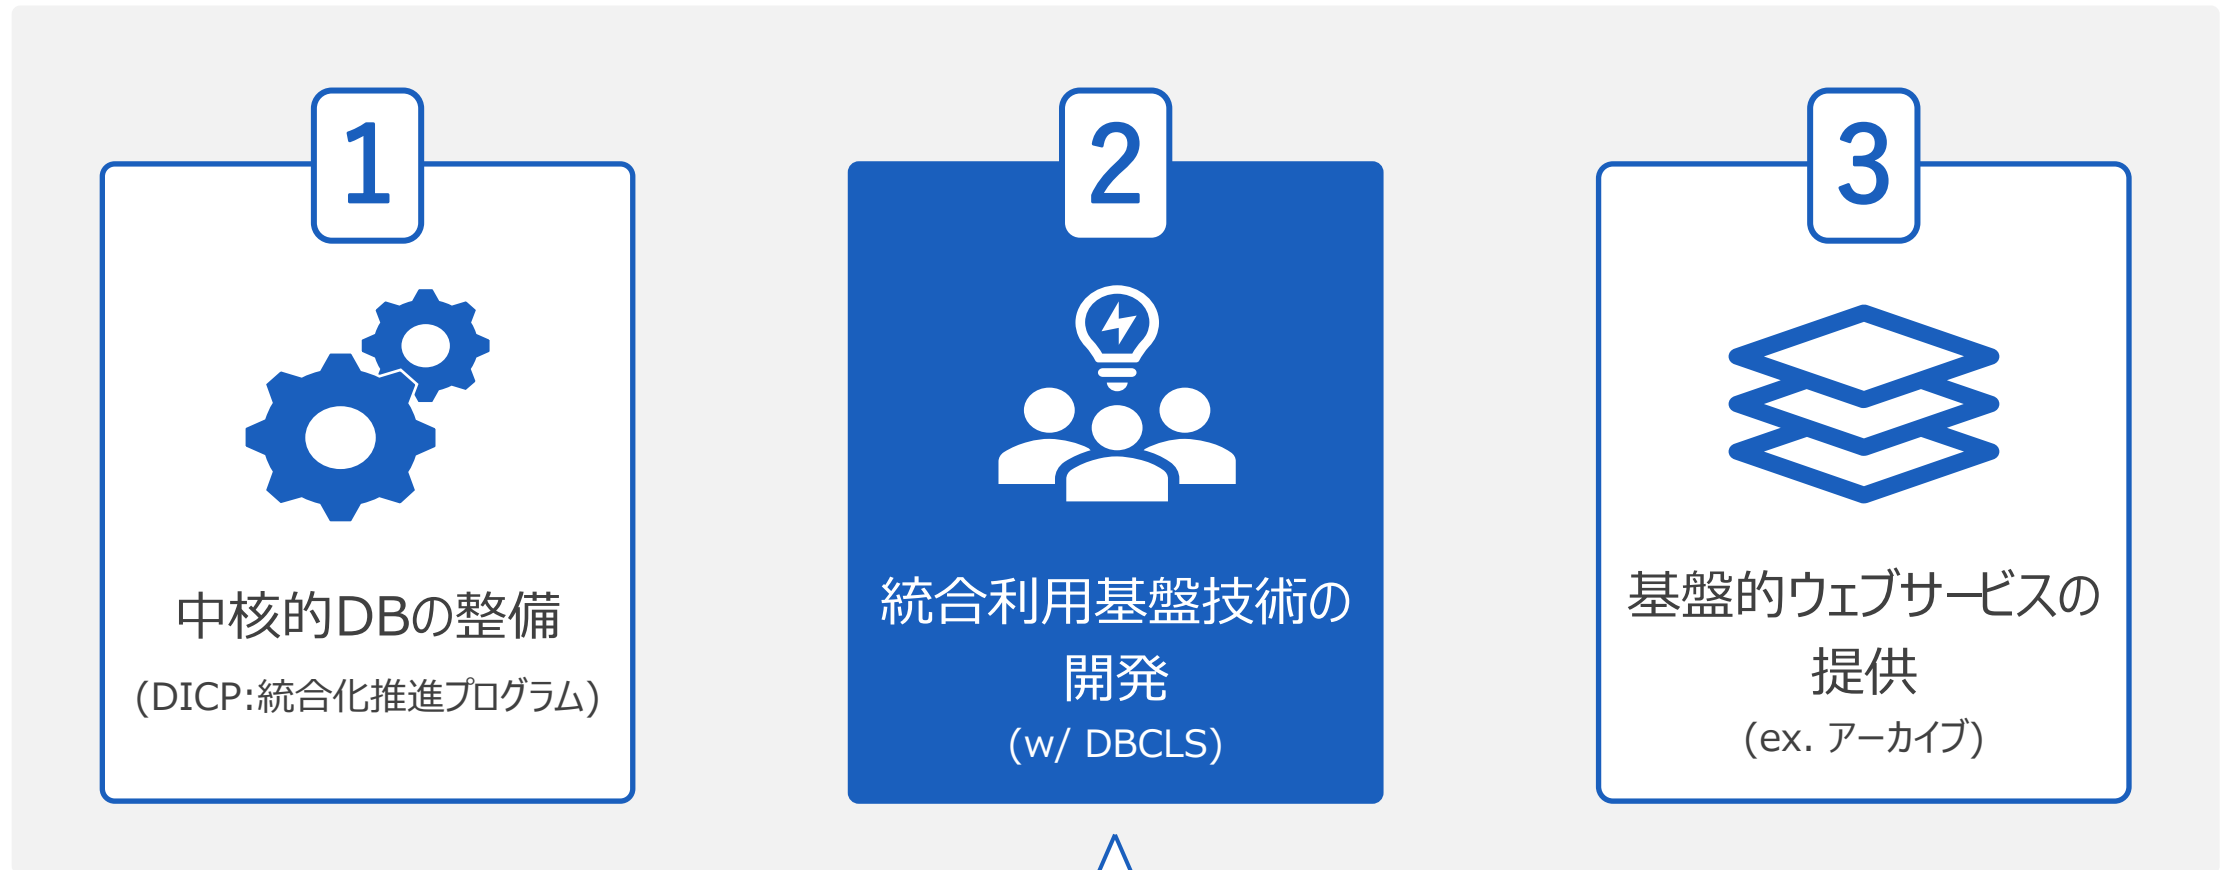 1
中核的DBの整備
(DICP:統合化推進プログラム)
2
統合利用基盤技術の
開発
(w/ DBCLS)
3
基盤的ウェブサービスの
提供
(ex. アーカイブ)